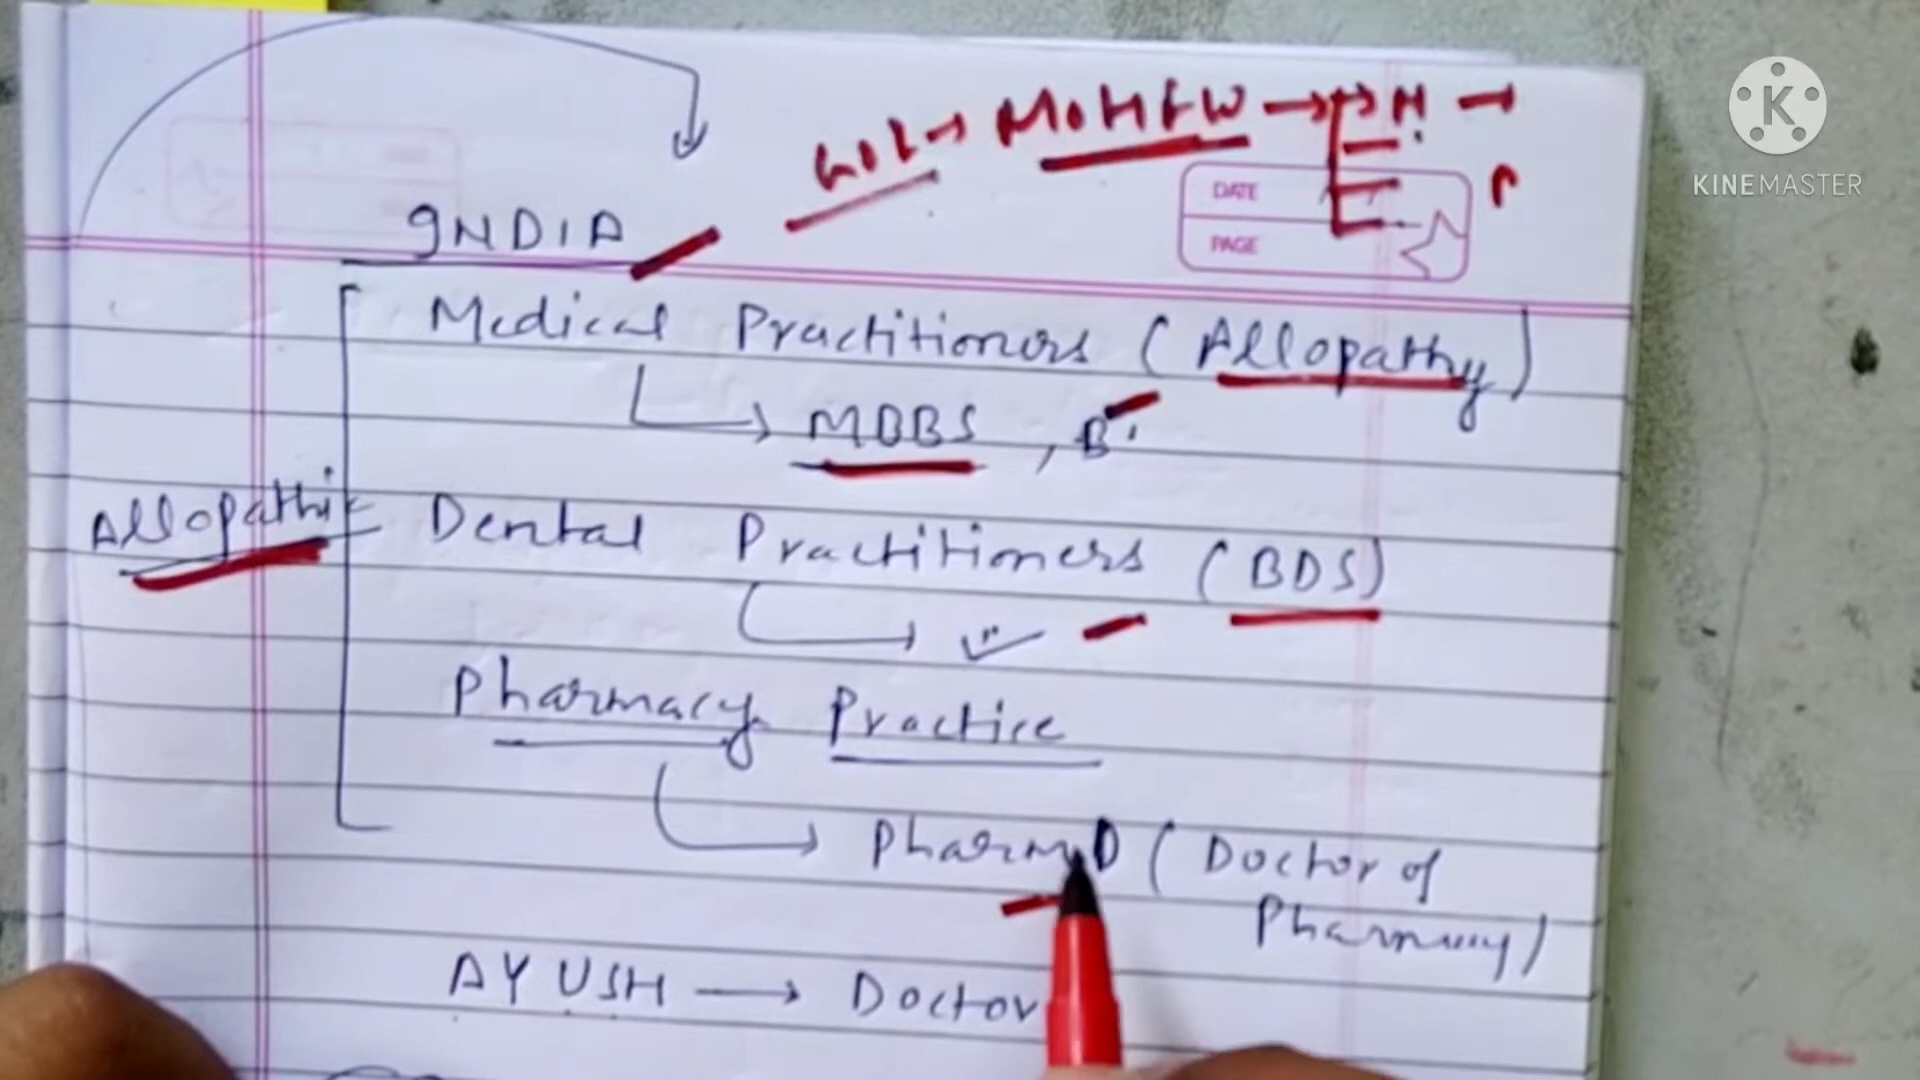 GOI → MOHFW → → M →
KINEMASTER
DATE
PAGE
INDIA
Medical Practitioners (Allopathy)
MBBS, B
Allopathic
Dental Practitioners (BDS)
Pharmacy Practice
PharmD (Doctor of
Pharmacy)
AYUSH → Doctor